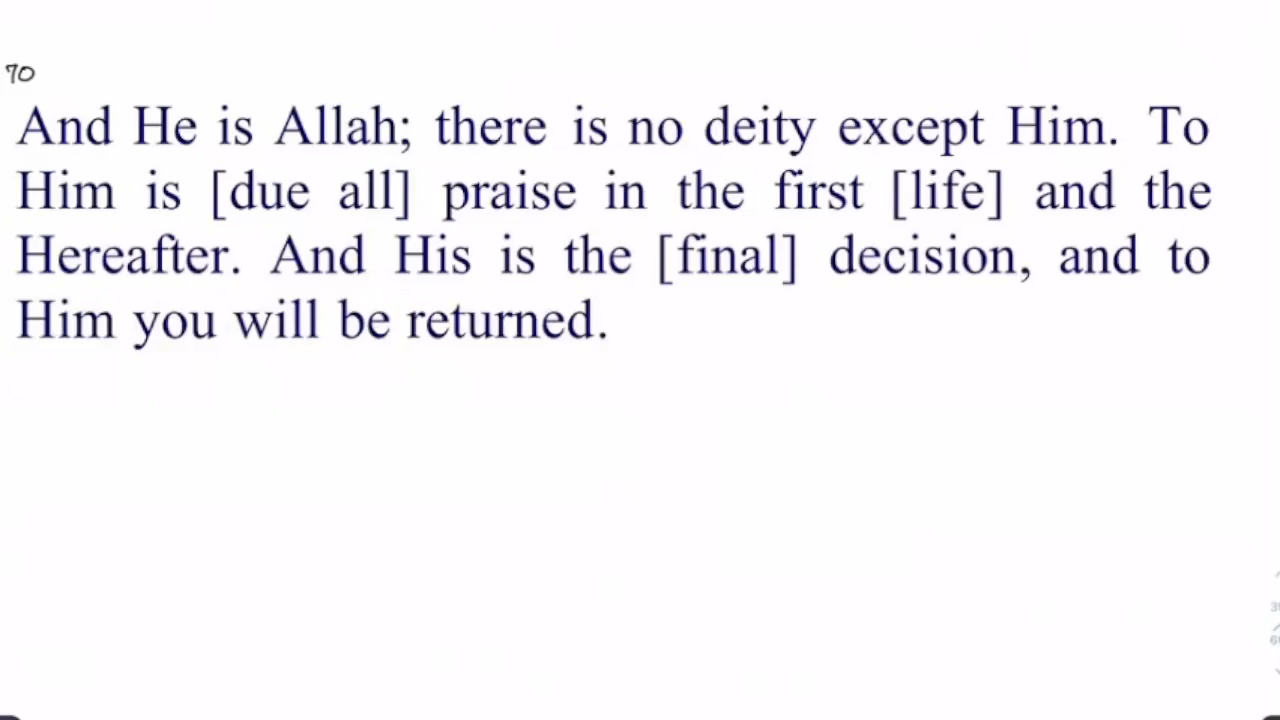 70
And He is Allah; there is no deity except Him. To
Him is [due all] praise in the first [life] and the
Hereafter. And His is the [final] decision, and to
Him you will be returned.